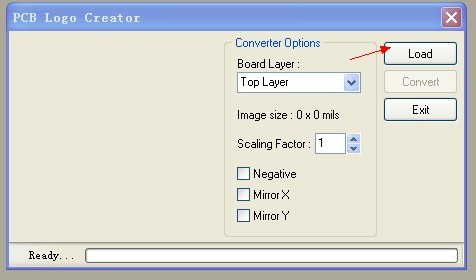 PCB Logo Creator
Converter Options
Board Layer :
Top Layer
Image size : 0 x 0 mils
Scaling Factor : 1
Negative
Mirror X
Mirror Y
Load
Convert
Exit
Ready...